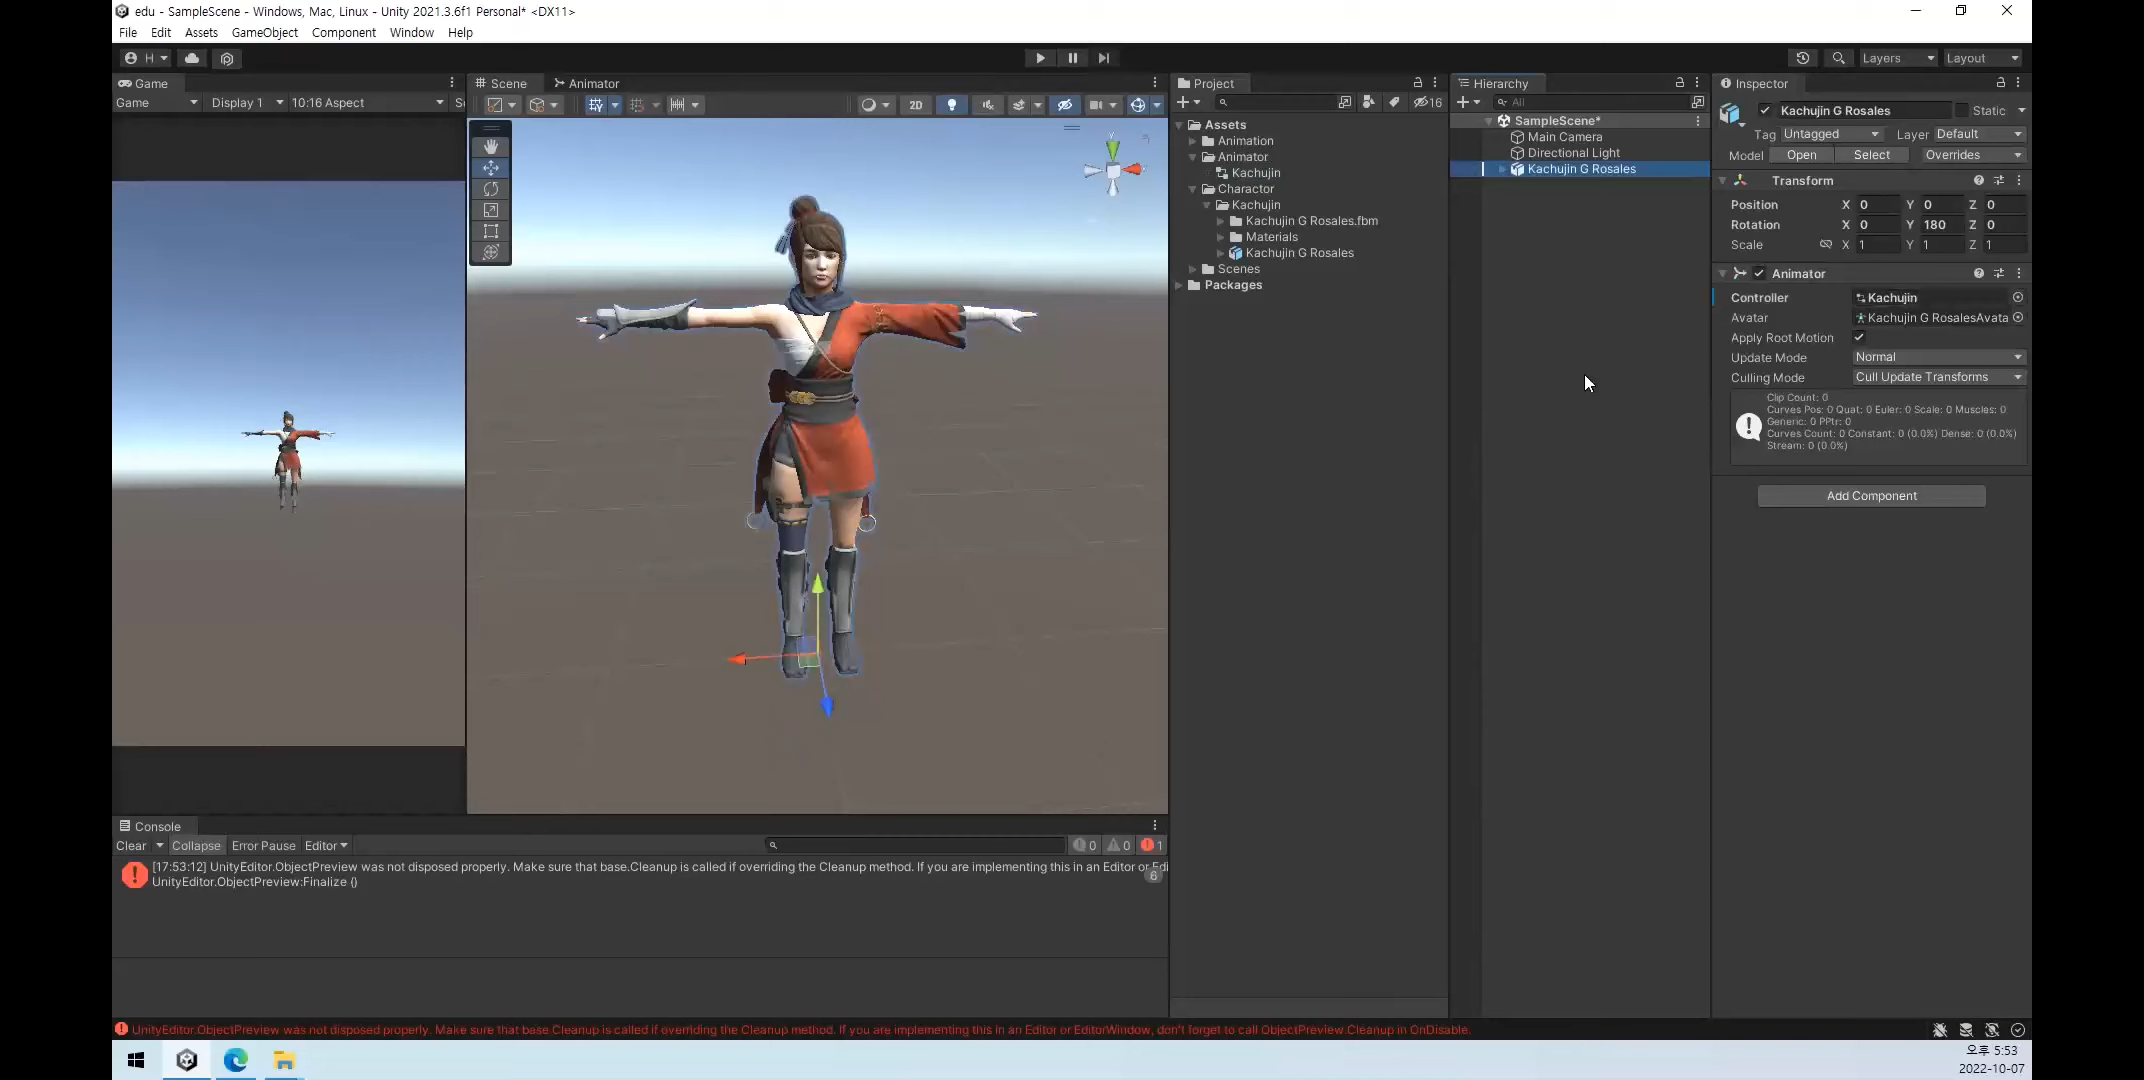 edu - SampleScene - Windows, Mac, Linux - Unity 2021.3.6f1 Personal* <DX11>
File Edit Assets GameObject Component Window Help
H
Layers
Layout
Game
Game
Display 1
10:16 Aspect
Sc
Scene
Animator
2D
Project
16
Assets
Animation
Animator
Kachujin
Charactor
Kachujin
Kachujin G Rosales.fbm
Materials
Kachujin G Rosales
Scenes
Packages
Hierarchy
All
SampleScene*
Main Camera
Directional Light
Kachujin G Rosales
Inspector
Kachujin G Rosales
Static
Tag Untagged Layer Default
Model Open Select Overrides
Transform
Position X 0 Y 0 Z 0
Rotation X 0 Y 180 Z 0
Scale X 1 Y 1 Z 1
Animator
Controller Kachujin
Avatar Kachujin G RosalesAvata
Apply Root Motion
Update Mode Normal
Culling Mode Cull Update Transforms
Clip Count: 0
Curves Pos: 0 Quat: 0 Euler: 0 Scale: 0 Muscles: 0
Generic: 0 PPtr: 0
Curves Count: 0 Constant: 0 (0.0%) Dense: 0 (0.0%)
Stream: 0 (0.0%)
Add Component
Console
Clear Collapse Error Pause Editor
0 0 1
[17:53:12] UnityEditor.ObjectPreview was not disposed properly. Make sure that base.Cleanup is called if overriding the Cleanup method. If you are implementing this in an Editor or Edi
UnityEditor.ObjectPreview:Finalize ()
6
UnityEditor.ObjectPreview was not disposed properly. Make sure that base.Cleanup is called if overriding the Cleanup method. If you are implementing this in an Editor or EditorWindow, don't forget to call ObjectPreview.Cleanup in OnDisable.
오후 5:53
2022-10-07